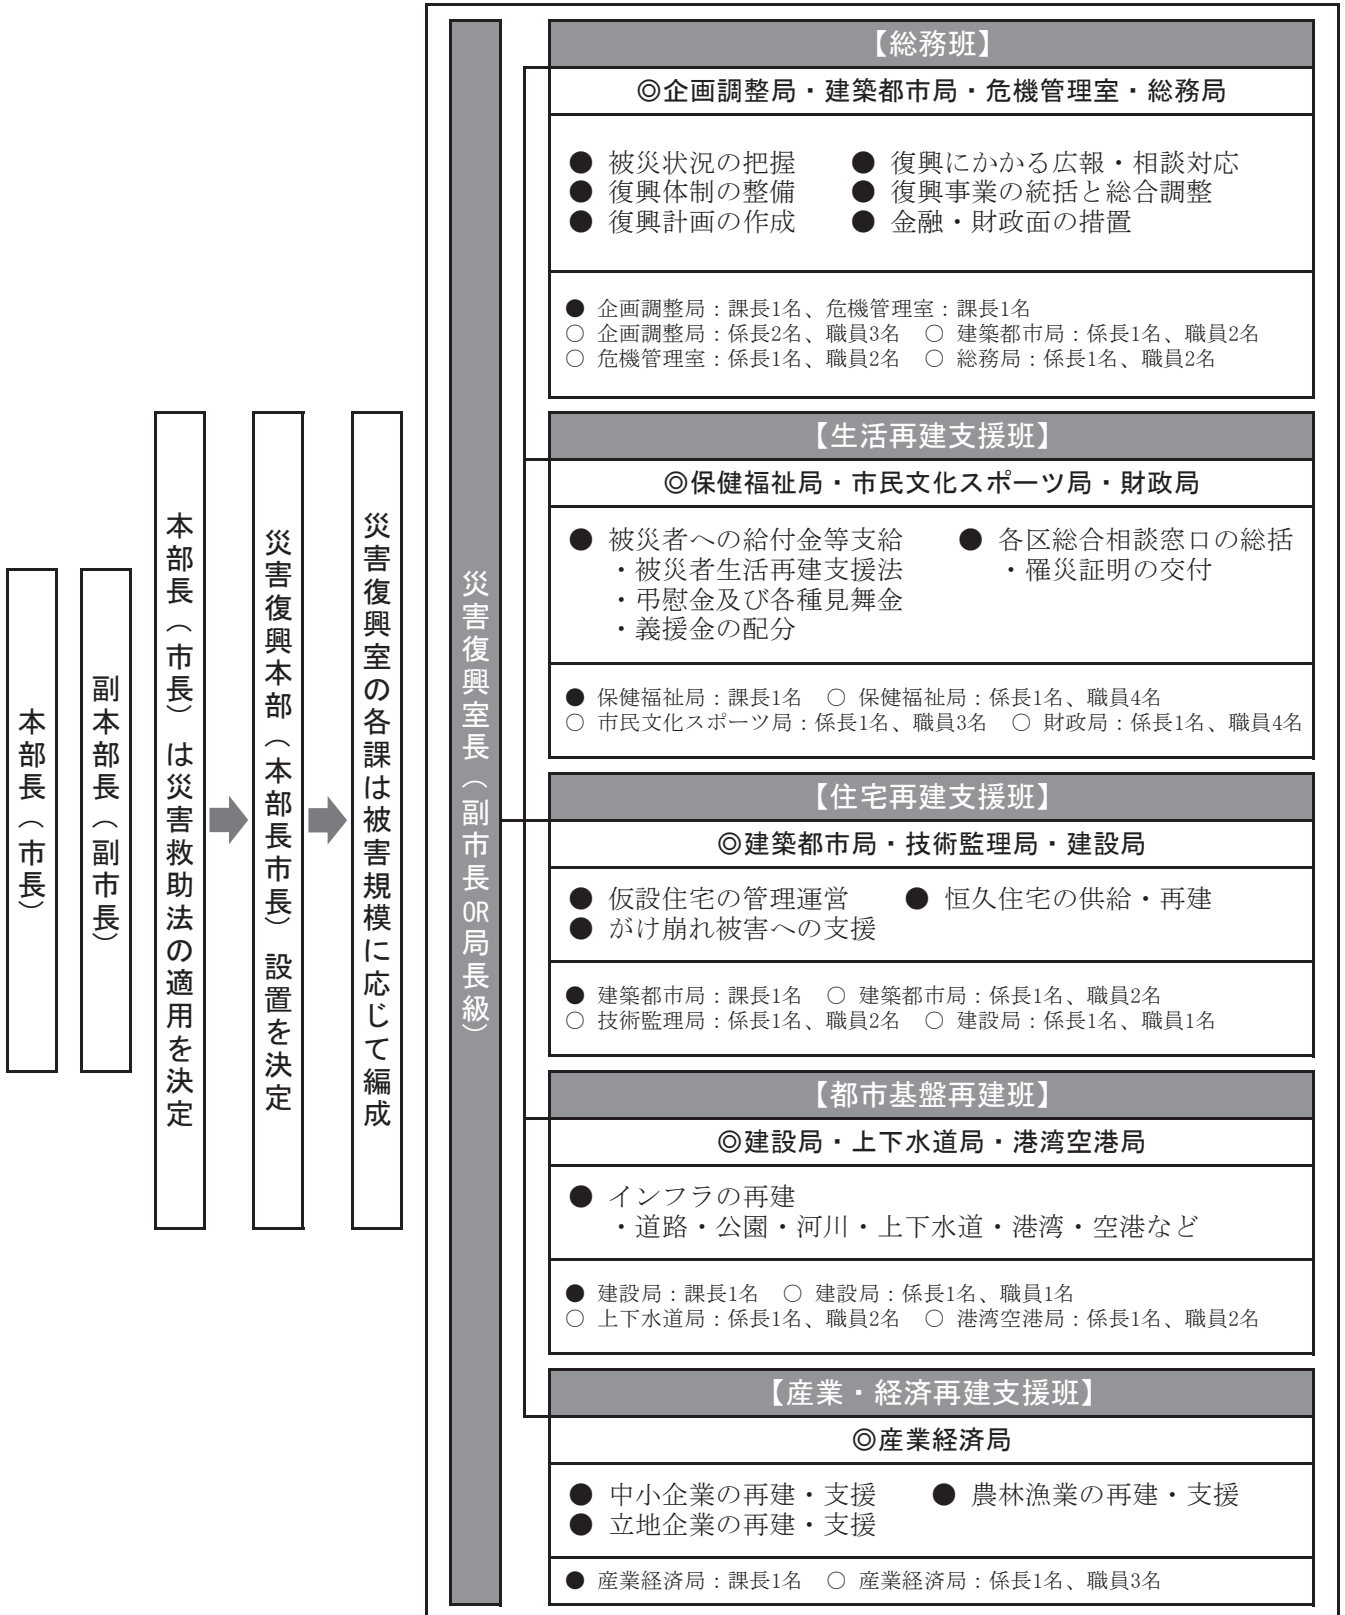 本部長（市長）
副本部長（副市長）
本部長（市長）は災害救助法の適用を決定
災害復興本部（本部長市長）設置を決定
災害復興室の各課は被害規模に応じて編成
災害復興室長（副市長OR局長級）
【総務班】
◎企画調整局・建築都市局・危機管理室・総務局
● 被災状況の把握 ● 復興にかかる広報・相談対応
● 復興体制の整備 ● 復興事業の統括と総合調整
● 復興計画の作成 ● 金融・財政面の措置
● 企画調整局：課長1名、危機管理室：課長1名
○ 企画調整局：係長2名、職員3名 ○ 建築都市局：係長1名、職員2名
○ 危機管理室：係長1名、職員2名 ○ 総務局：係長1名、職員2名
【生活再建支援班】
◎保健福祉局・市民文化スポーツ局・財政局
● 被災者への給付金等支給 ● 各区総合相談窓口の総括
・被災者生活再建支援法 ・罹災証明の交付
・弔慰金及び各種見舞金
・義援金の配分
● 保健福祉局：課長1名 ○ 保健福祉局：係長1名、職員4名
○ 市民文化スポーツ局：係長1名、職員3名 ○ 財政局：係長1名、職員4名
【住宅再建支援班】
◎建築都市局・技術監理局・建設局
● 仮設住宅の管理運営 ● 恒久住宅の供給・再建
● がけ崩れ被害への支援
● 建築都市局：課長1名 ○ 建築都市局：係長1名、職員2名
○ 技術監理局：係長1名、職員2名 ○ 建設局：係長1名、職員1名
【都市基盤再建班】
◎建設局・上下水道局・港湾空港局
● インフラの再建
・道路・公園・河川・上下水道・港湾・空港など
● 建設局：課長1名 ○ 建設局：係長1名、職員1名
○ 上下水道局：係長1名、職員2名 ○ 港湾空港局：係長1名、職員2名
【産業・経済再建支援班】
◎産業経済局
● 中小企業の再建・支援 ● 農林漁業の再建・支援
● 立地企業の再建・支援
● 産業経済局：課長1名 ○ 産業経済局：係長1名、職員3名